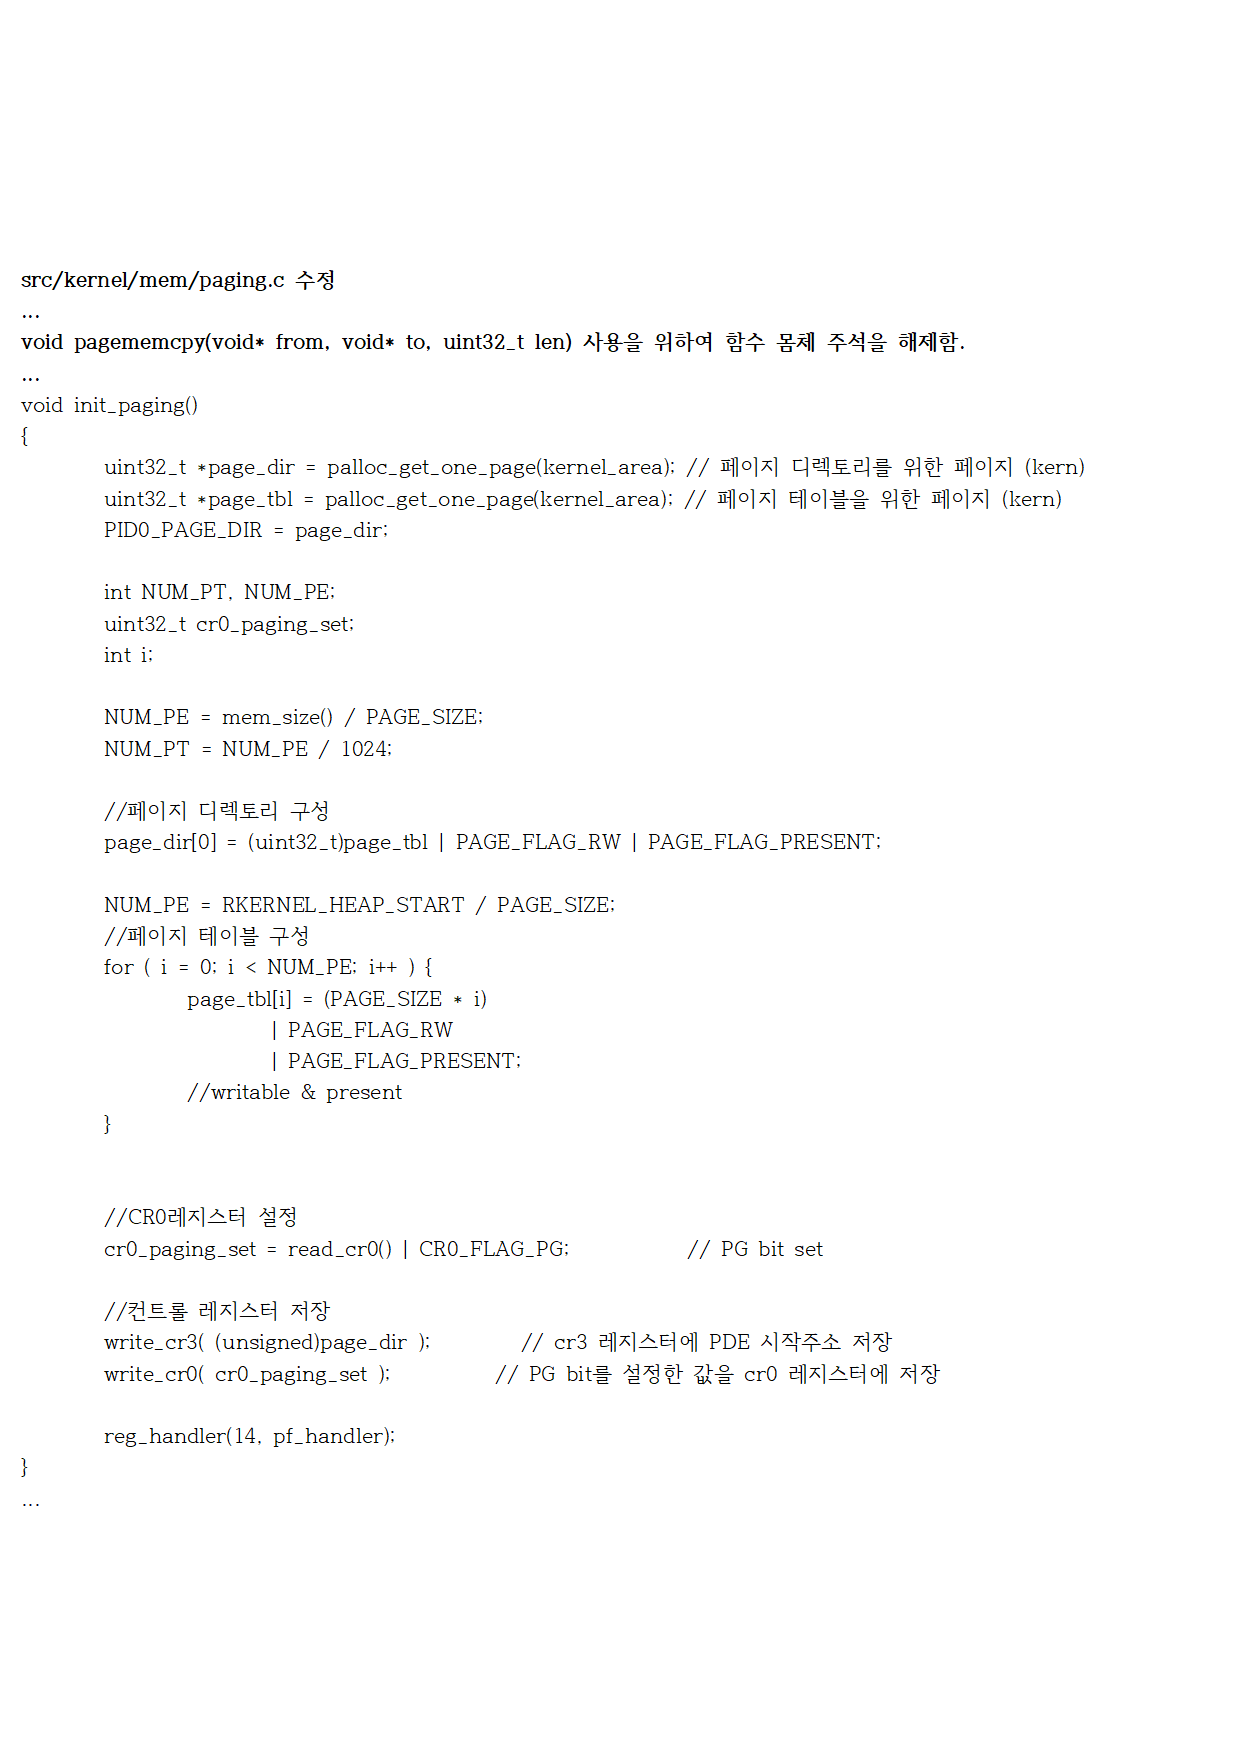 src/kernel/mem/paging.c 수정
...
void pagememcpy(void* from, void* to, uint32_t len) 사용을 위하여 함수 몸체 주석을 해제함.
...
void init_paging()
{
uint32_t *page_dir = palloc_get_one_page(kernel_area); // 페이지 디렉토리를 위한 페이지 (kern)
uint32_t *page_tbl = palloc_get_one_page(kernel_area); // 페이지 테이블을 위한 페이지 (kern)
PID0_PAGE_DIR = page_dir;
int NUM_PT, NUM_PE;
uint32_t cr0_paging_set;
int i;
NUM_PE = mem_size() / PAGE_SIZE;
NUM_PT = NUM_PE / 1024;
//페이지 디렉토리 구성
page_dir[0] = (uint32_t)page_tbl | PAGE_FLAG_RW | PAGE_FLAG_PRESENT;
NUM_PE = RKERNEL_HEAP_START / PAGE_SIZE;
//페이지 테이블 구성
for ( i = 0; i < NUM_PE; i++ ) {
page_tbl[i] = (PAGE_SIZE * i)
| PAGE_FLAG_RW
| PAGE_FLAG_PRESENT;
//writable & present
}
//CR0레지스터 설정
cr0_paging_set = read_cr0() | CR0_FLAG_PG; // PG bit set
//컨트롤 레지스터 저장
write_cr3( (unsigned)page_dir ); // cr3 레지스터에 PDE 시작주소 저장
write_cr0( cr0_paging_set ); // PG bit를 설정한 값을 cr0 레지스터에 저장
reg_handler(14, pf_handler);
}
...